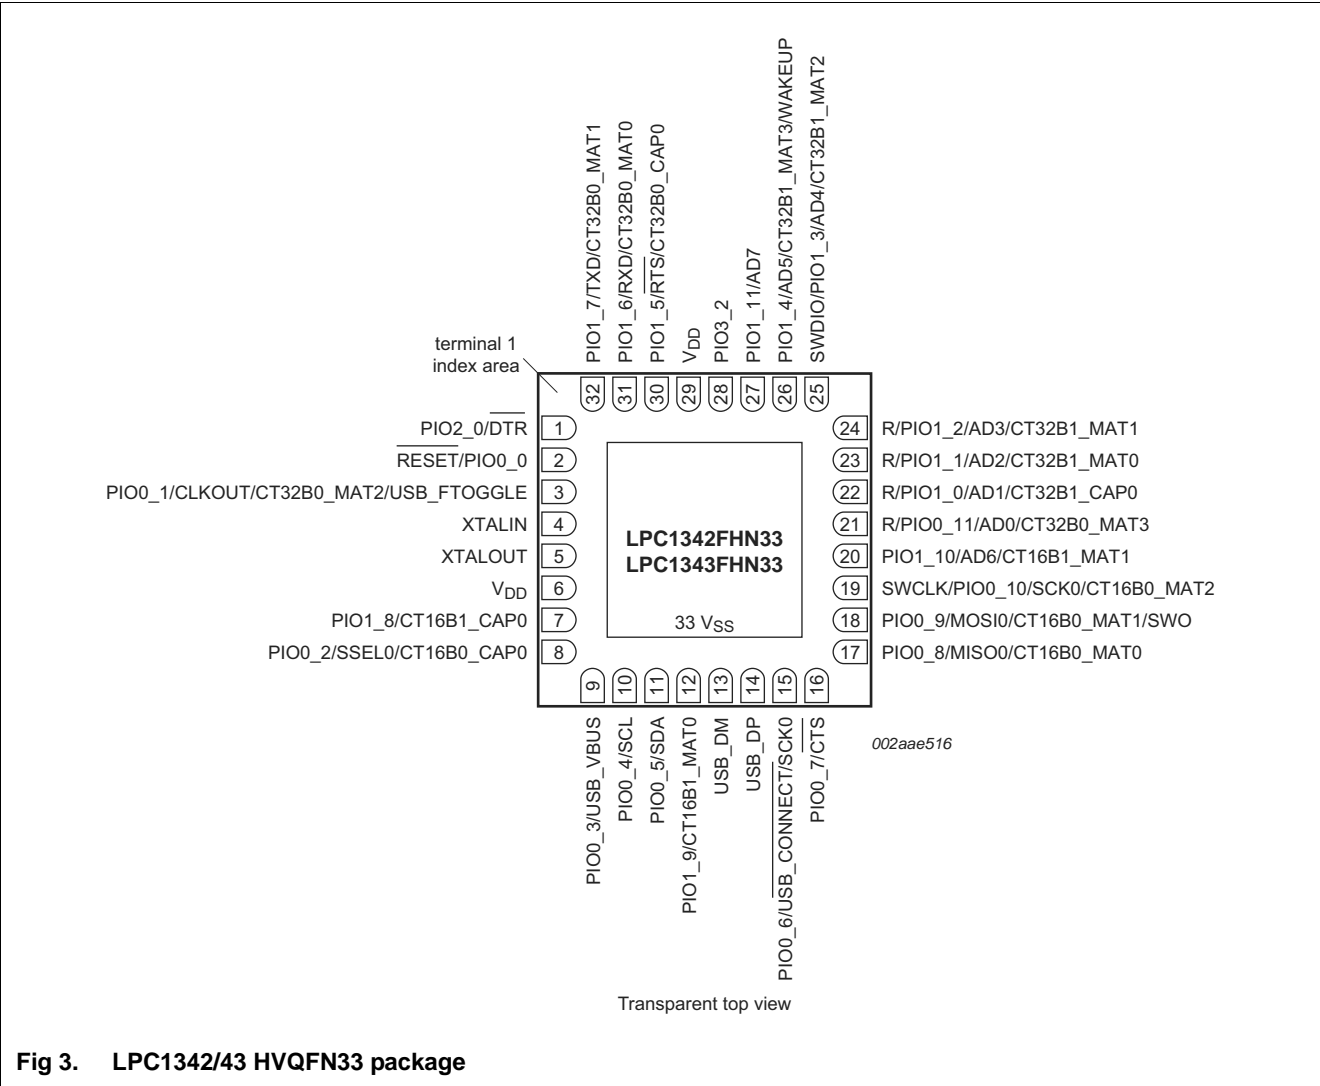 PIO1_7/TXD/CT32B0_MAT1
PIO1_6/RXD/CT32B0_MAT0
PIO1_5/RTS/CT32B0_CAP0
VDD
PIO3_2
PIO1_11/AD7
PIO1_4/AD5/CT32B1_MAT3/WAKEUP
SWDIO/PIO1_3/AD4/CT32B1_MAT2
terminal 1
index area
32 31 30 29 28 27 26 25
PIO2_0/DTR 1
RESET/PIO0_0 2
PIO0_1/CLKOUT/CT32B0_MAT2/USB_FTOGGLE 3
XTALIN 4
XTALOUT 5
VDD 6
PIO1_8/CT16B1_CAP0 7
PIO0_2/SSEL0/CT16B0_CAP0 8
24 R/PIO1_2/AD3/CT32B1_MAT1
23 R/PIO1_1/AD2/CT32B1_MAT0
22 R/PIO1_0/AD1/CT32B1_CAP0
21 R/PIO0_11/AD0/CT32B0_MAT3
20 PIO1_10/AD6/CT16B1_MAT1
19 SWCLK/PIO0_10/SCK0/CT16B0_MAT2
18 PIO0_9/MOSI0/CT16B0_MAT1/SWO
17 PIO0_8/MISO0/CT16B0_MAT0
LPC1342FHN33
LPC1343FHN33
33 VSS
9 10 11 12 13 14 15 16
PIO0_3/USB_VBUS
PIO0_4/SCL
PIO0_5/SDA
PIO1_9/CT16B1_MAT0
USB_DM
USB_DP
PIO0_6/USB_CONNECT/SCK0
PIO0_7/CTS
002aae516
Transparent top view
Fig 3. LPC1342/43 HVQFN33 package